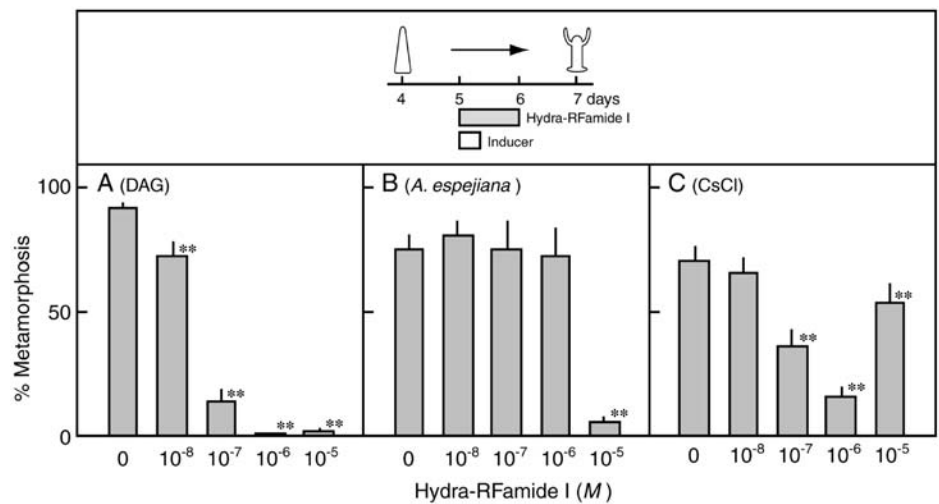 4 5 6 7 days
Hydra-RFamide I
Inducer
A (DAG)
B (A. espejiana)
C (CsCl)
% Metamorphosis
100
50
0
**
**
**
**
**
**
**
**
0 10⁻⁸ 10⁻⁷ 10⁻⁶ 10⁻⁵
0 10⁻⁸ 10⁻⁷ 10⁻⁶ 10⁻⁵
0 10⁻⁸ 10⁻⁷ 10⁻⁶ 10⁻⁵
Hydra-RFamide I (M)